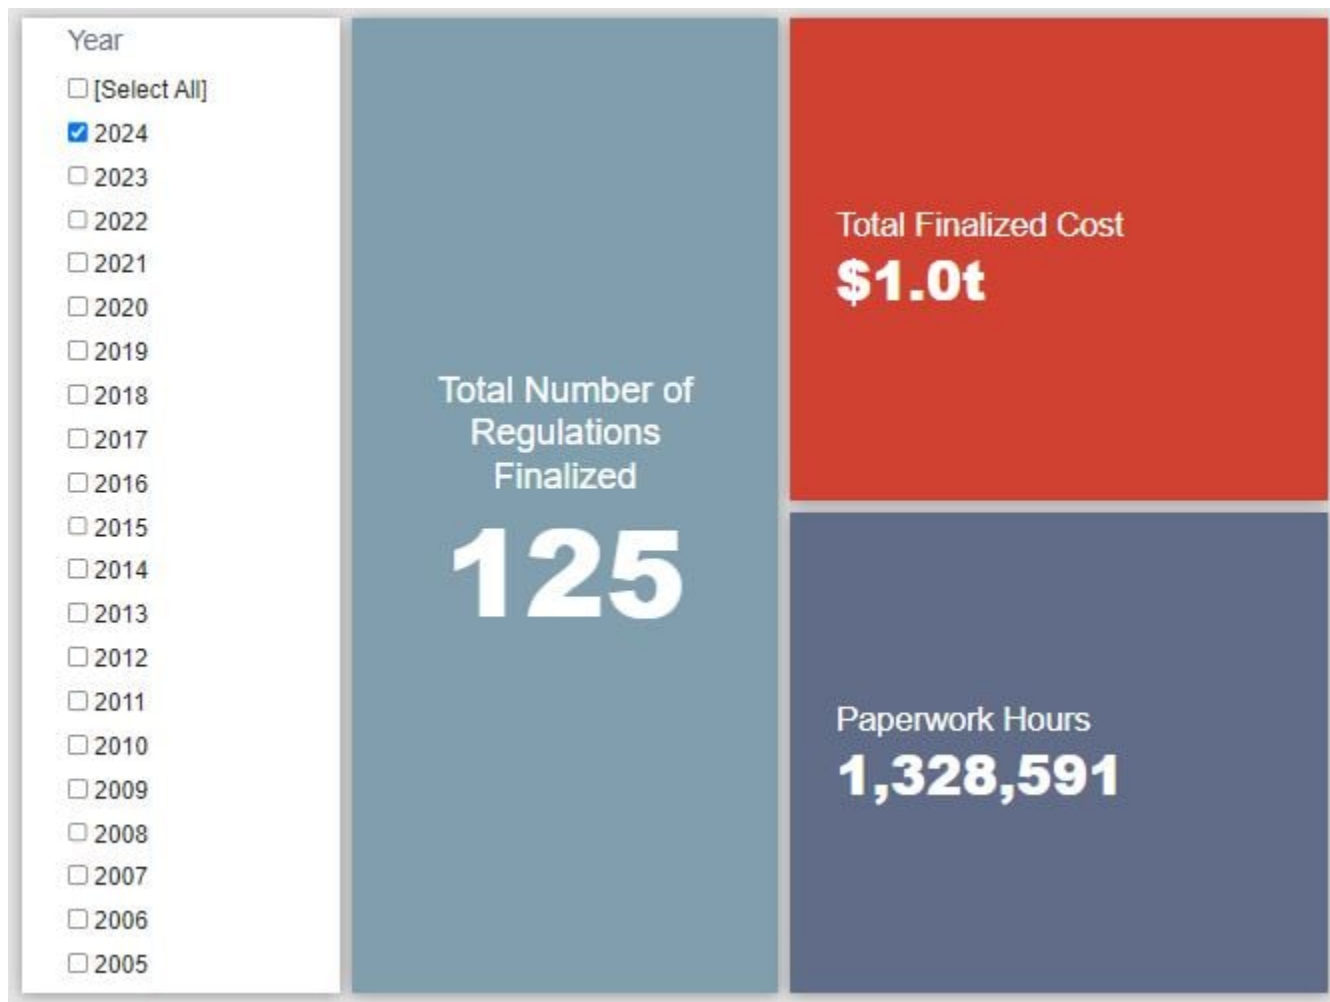 Year
[Select All]
2024
2023
2022
2021
2020
2019
2018
2017
2016
2015
2014
2013
2012
2011
2010
2009
2008
2007
2006
2005
Total Number of
Regulations
Finalized
125
Total Finalized Cost
$1.0t
Paperwork Hours
1,328,591